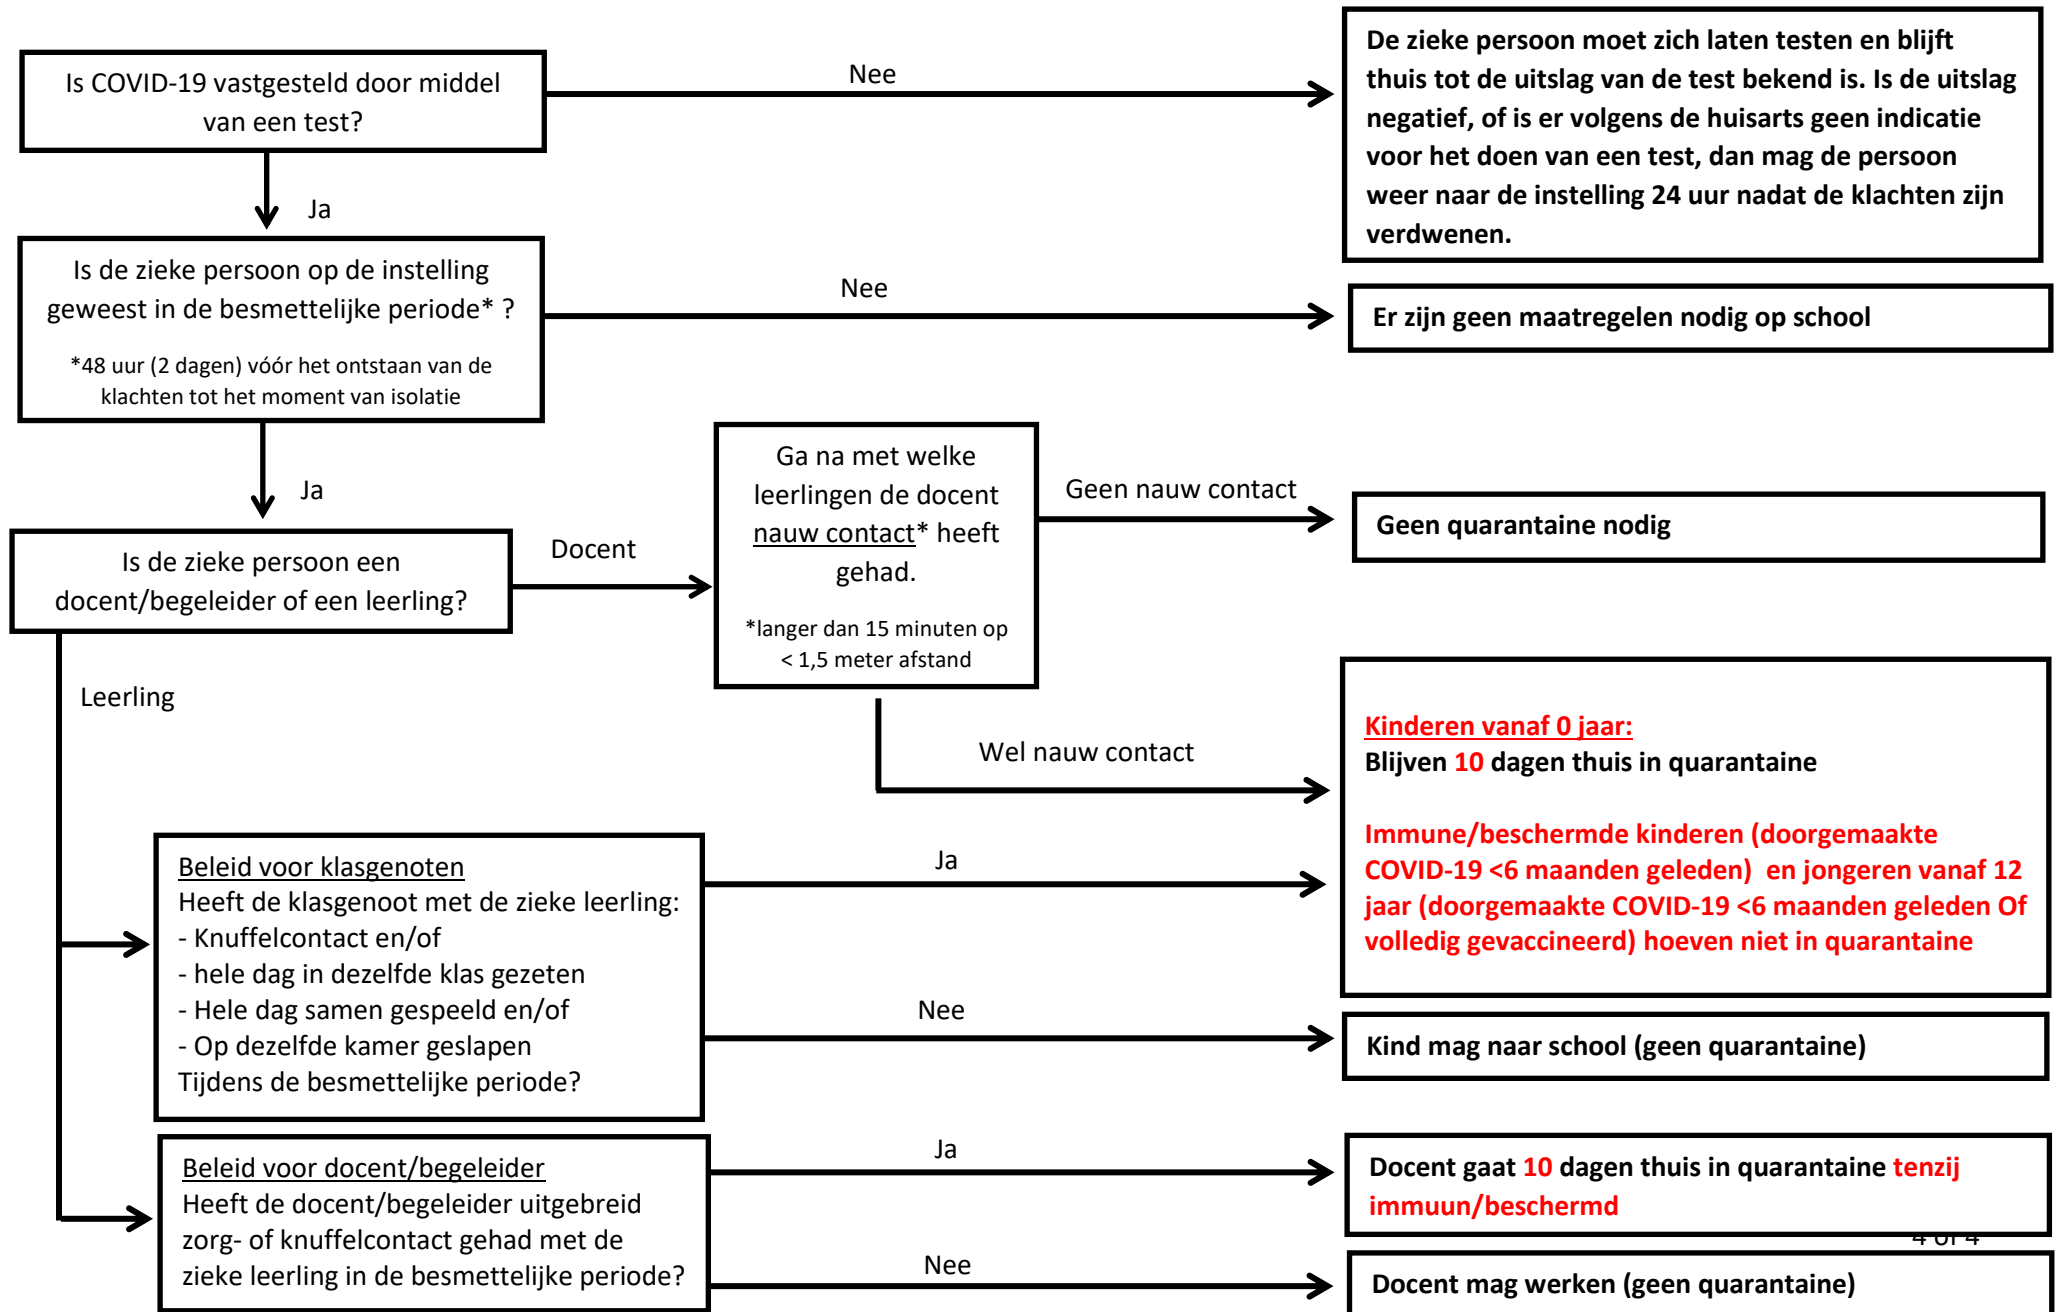 Is COVID-19 vastgesteld door middel
van een test?
Nee
De zieke persoon moet zich laten testen en blijft
thuis tot de uitslag van de test bekend is. Is de uitslag
negatief, of is er volgens de huisarts geen indicatie
voor het doen van een test, dan mag de persoon
weer naar de instelling 24 uur nadat de klachten zijn
verdwenen.
Ja
Is de zieke persoon op de instelling
geweest in de besmettelijke periode* ?
*48 uur (2 dagen) vóór het ontstaan van de
klachten tot het moment van isolatie
Nee
Er zijn geen maatregelen nodig op school
Ja
Is de zieke persoon een
docent/begeleider of een leerling?
Docent
Ga na met welke
leerlingen de docent
nauw contact* heeft
gehad.
*langer dan 15 minuten op
< 1,5 meter afstand
Geen nauw contact
Geen quarantaine nodig
Wel nauw contact
Kinderen vanaf 0 jaar:
Blijven 10 dagen thuis in quarantaine
Immune/beschermde kinderen (doorgemaakte
COVID-19 <6 maanden geleden)  en jongeren vanaf 12
jaar (doorgemaakte COVID-19 <6 maanden geleden Of
volledig gevaccineerd) hoeven niet in quarantaine
Leerling
Beleid voor klasgenoten
Heeft de klasgenoot met de zieke leerling:
- Knuffelcontact en/of
- hele dag in dezelfde klas gezeten
- Hele dag samen gespeeld en/of
- Op dezelfde kamer geslapen
Tijdens de besmettelijke periode?
Ja
Nee
Kind mag naar school (geen quarantaine)
Beleid voor docent/begeleider
Heeft de docent/begeleider uitgebreid
zorg- of knuffelcontact gehad met de
zieke leerling in de besmettelijke periode?
Ja
Docent gaat 10 dagen thuis in quarantaine tenzij
immuun/beschermd
4 of 4
Nee
Docent mag werken (geen quarantaine)